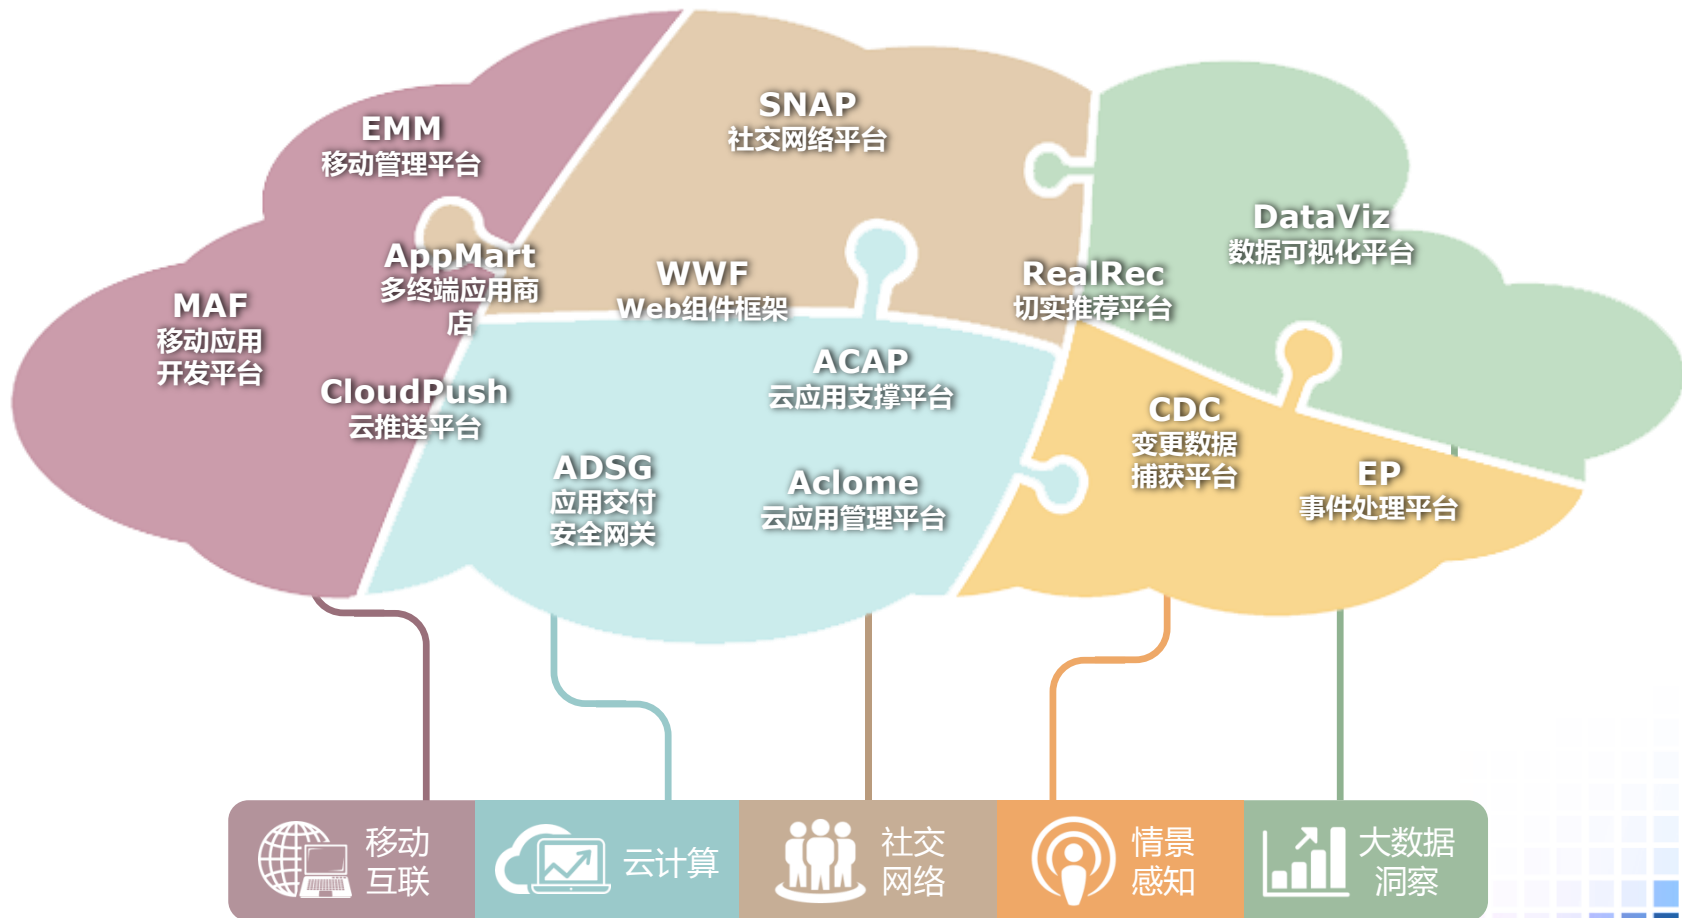 EMM
移动管理平台
SNAP
社交网络平台
DataViz
数据可视化平台
AppMart
多终端应用商
店
WWF
Web组件框架
RealRec
切实推荐平台
MAF
移动应用
开发平台
CloudPush
云推送平台
ACAP
云应用支撑平台
CDC
变更数据
捕获平台
ADSG
应用交付
安全网关
Aclome
云应用管理平台
EP
事件处理平台
移动
互联
云计算
社交
网络
情景
感知
大数据
洞察